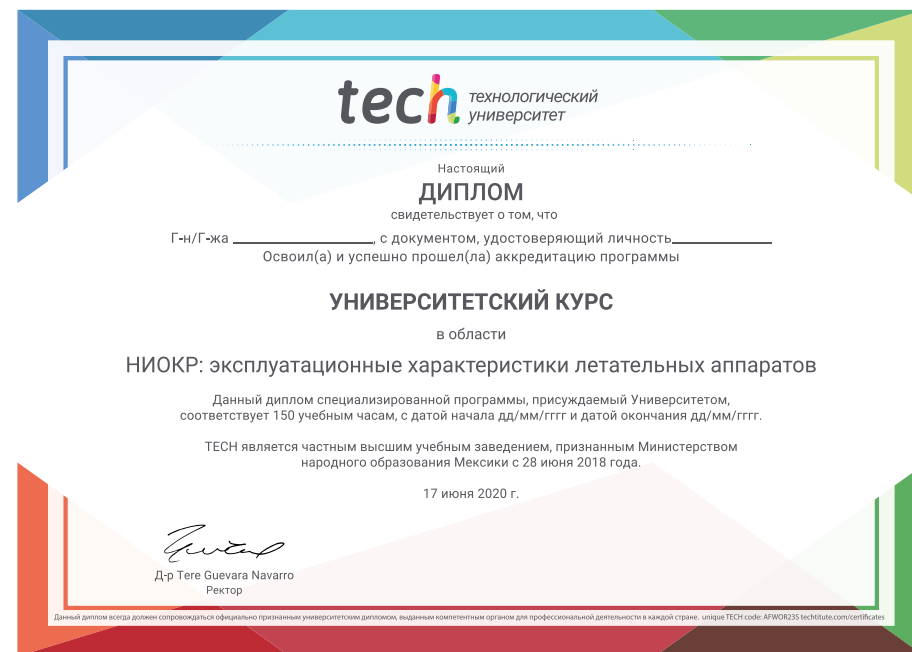 tech технологический
университет
Настоящий
ДИПЛОМ
свидетельствует о том, что
Г-н/Г-жа ____________, с документом, удостоверяющий личность____________
Освоил(а) и успешно прошел(ла) аккредитацию программы
УНИВЕРСИТЕТСКИЙ КУРС
в области
НИОКР: эксплуатационные характеристики летательных аппаратов
Данный диплом специализированной программы, присуждаемый Университетом,
соответствует 150 учебным часам, с датой начала дд/мм/гггг и датой окончания дд/мм/гггг.
TECH является частным высшим учебным заведением, признанным Министерством
народного образования Мексики с 28 июня 2018 года.
17 июня 2020 г.
Д-р Tere Guevara Navarro
Ректор
Данный диплом всегда должен сопровождаться официально признанным университетским дипломом, выданным компетентным органом для профессиональной деятельности в каждой стране. unique TECH code: AFWOR23S techtitute.com/certificates